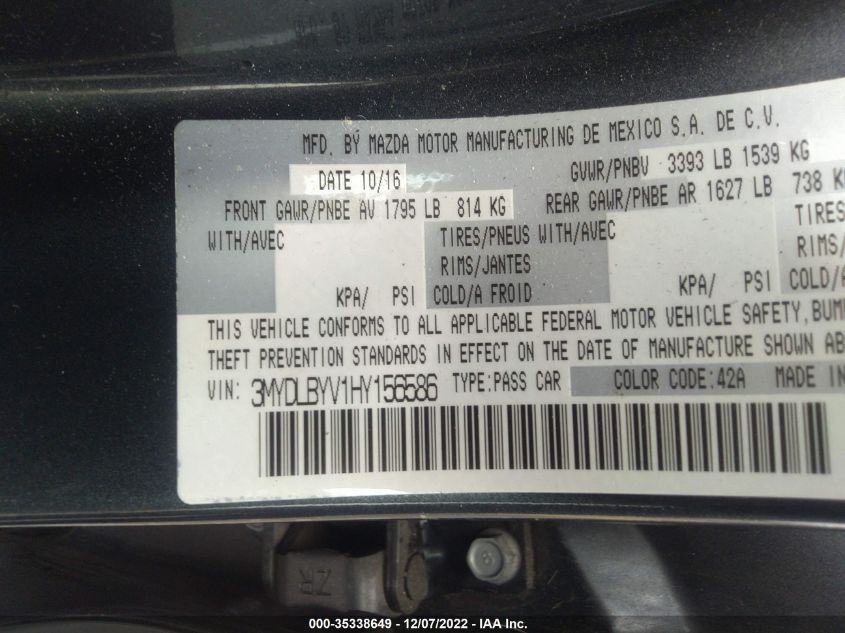 MFD. BY MAZDA MOTOR MANUFACTURING DE MEXICO S.A. DE C.V.
DATE 10/16 GVWR/PNBV 3393 LB 1539 KG
FRONT GAWR/PNBE AV 1795 LB 814 KG REAR GAWR/PNBE AR 1627 LB 738 K
WITH/AVEC TIRES/PNEUS WITH/AVEC TIRES
RIMS/JANTES RIMS/
KPA/ PSI COLD/A FROID KPA/ PSI COLD/A
THIS VEHICLE CONFORMS TO ALL APPLICABLE FEDERAL MOTOR VEHICLE SAFETY, BUM
THEFT PREVENTION STANDARDS IN EFFECT ON THE DATE OF MANUFACTURE SHOWN AB
VIN: 3MYDLBYV1HY156586 TYPE:PASS CAR COLOR CODE:42A MADE IN
ZR
8
000-35338649 - 12/07/2022 - IAA Inc.